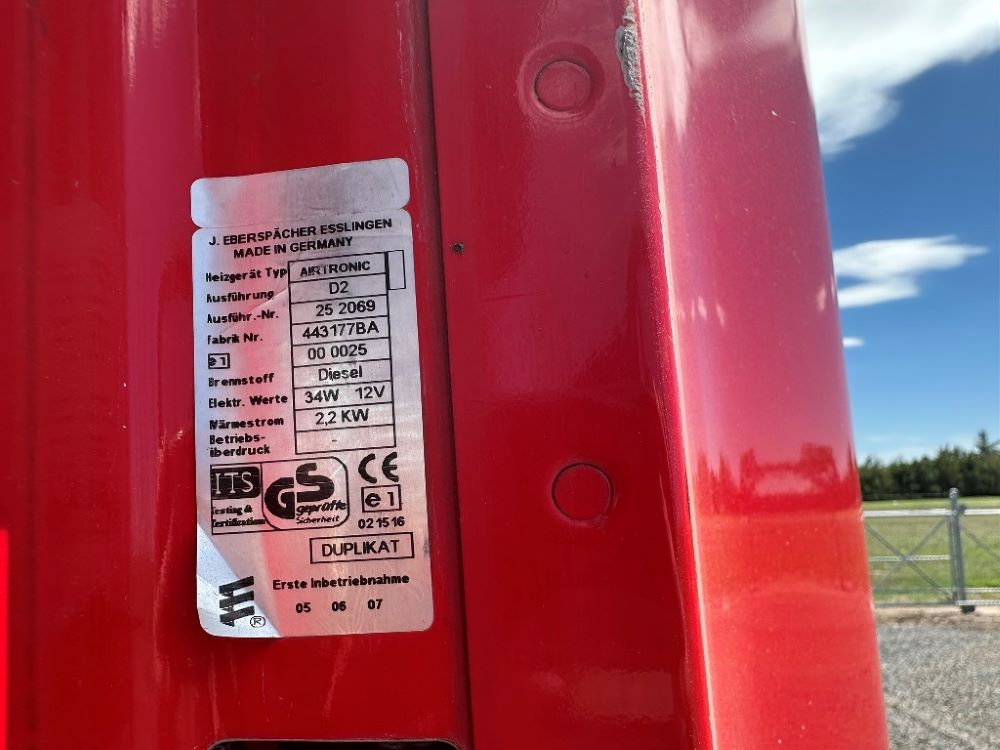 J. EBERSPÄCHER ESSLINGEN
MADE IN GERMANY
Heizgerät Typ AIRTRONIC
Ausführung D2
Ausführ.-Nr. 25 2069
Fabrik Nr. 443177BA
e1 00 0025
Brennstoff Diesel
Elektr. Werte 34W 12V
Wärmestrom 2,2 KW
Betriebs-
überdruck -
ITS
Testing &
Certification
GS
geprüfte
Sicherheit
CE
e1
02 15 16
DUPLIKAT
Erste Inbetriebnahme
05 06 07
®